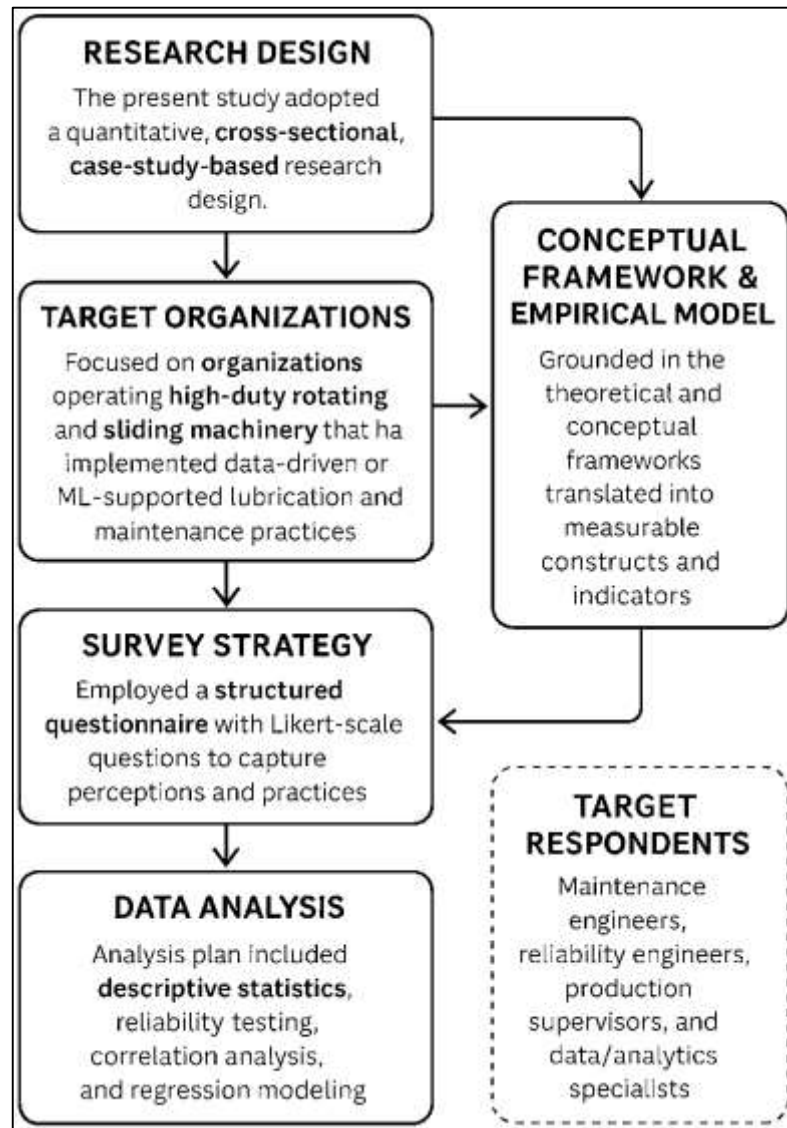 RESEARCH DESIGN
The present study adopted
a quantitative, cross-sectional,
case-study-based research
design.
TARGET ORGANIZATIONS
Focused on organizations
operating high-duty rotating
and sliding machinery that ha
implemented data-driven or
ML-supported lubrication and
maintenance practices
CONCEPTUAL
FRAMEWORK &
EMPIRICAL MODEL
Grounded in the
theoretical and
conceptual
frameworks
translated into
measurable
constructs and
indicators
SURVEY STRATEGY
Employed a structured
questionnaire with Likert-scale
questions to capture
perceptions and practices
DATA ANALYSIS
Analysis plan included
descriptive statistics,
reliability testing,
correlation analysis,
and regression modeling
TARGET
RESPONDENTS
Maintenance
engineers,
reliability engineers,
production
supervisors, and
data/analytics
specialists